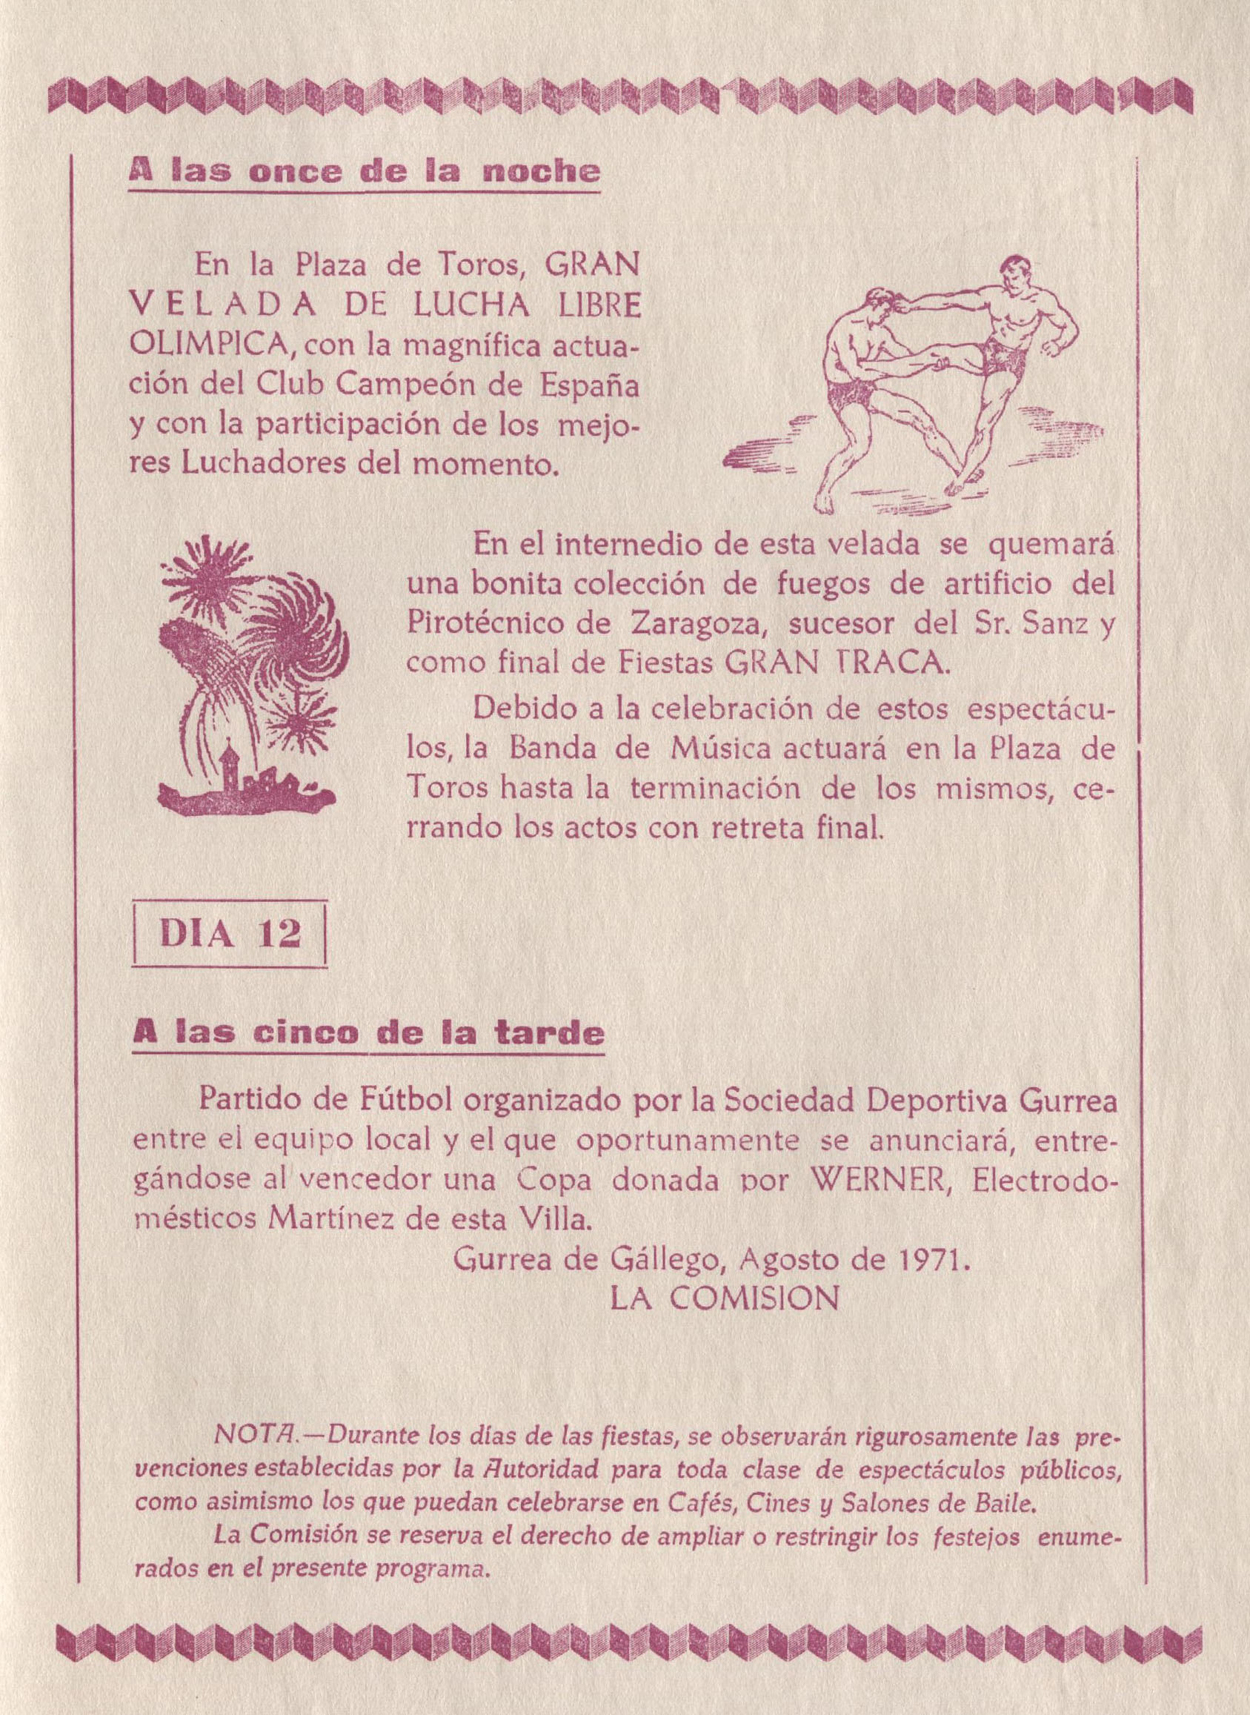 A las once de la noche
En la Plaza de Toros, GRAN
VELADA DE LUCHA LIBRE
OLIMPICA, con la magnífica actua-
ción del Club Campeón de España
y con la participación de los mejo-
res Luchadores del momento.
En el internedio de esta velada se quemará
una bonita colección de fuegos de artificio del
Pirotécnico de Zaragoza, sucesor del Sr. Sanz y
como final de Fiestas GRAN TRACA.
Debido a la celebración de estos espectácu-
los, la Banda de Música actuará en la Plaza de
Toros hasta la terminación de los mismos, ce-
rrando los actos con retreta final.
DIA 12
A las cinco de la tarde
Partido de Fútbol organizado por la Sociedad Deportiva Gurrea
entre el equipo local y el que oportunamente se anunciará, entre-
gándose al vencedor una Copa donada por WERNER, Electrodo-
mésticos Martínez de esta Villa.
Gurrea de Gállego, Agosto de 1971.
LA COMISION
NOTA.—Durante los días de las fiestas, se observarán rigurosamente las pre-
venciones establecidas por la Autoridad para toda clase de espectáculos públicos,
como asimismo los que puedan celebrarse en Cafés, Cines y Salones de Baile.
La Comisión se reserva el derecho de ampliar o restringir los festejos enume-
rados en el presente programa.